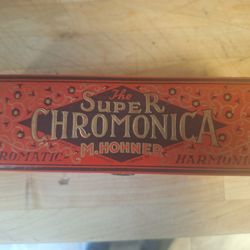 The
SUPER
CHROMONICA
M. HOHNER
ROMATIC HARMONI